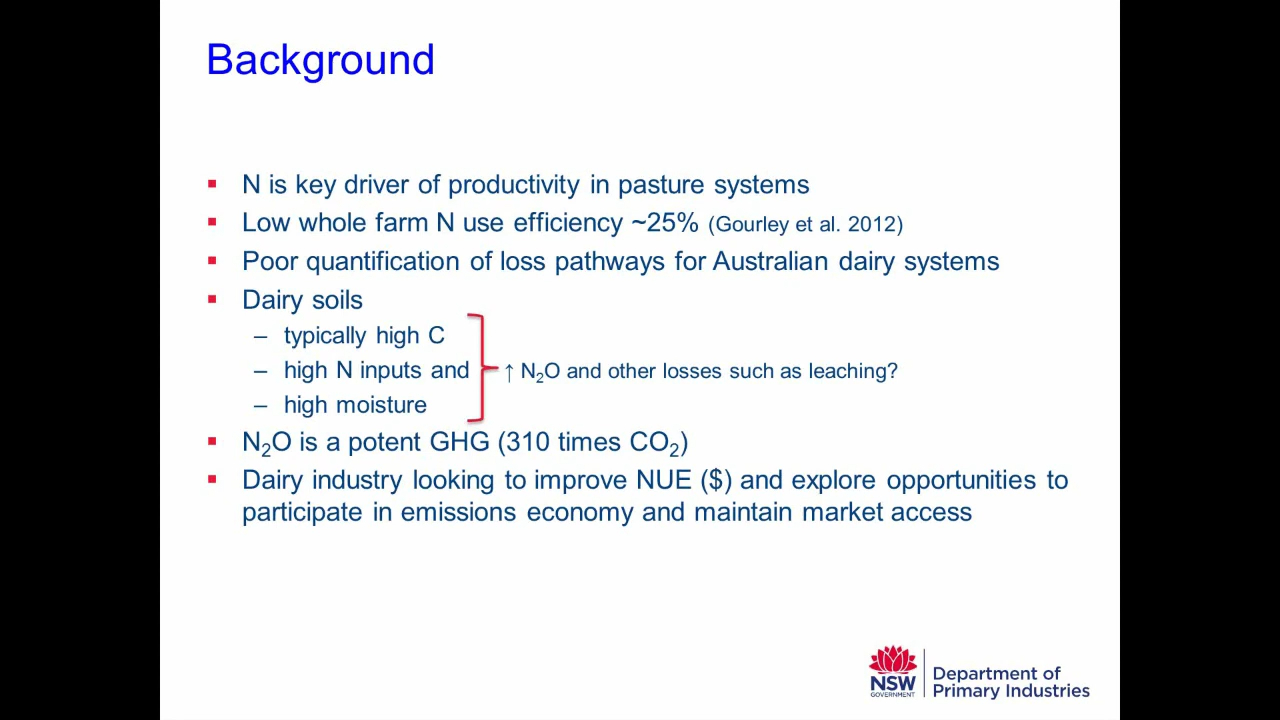 Background
▪ N is key driver of productivity in pasture systems
▪ Low whole farm N use efficiency ~25% (Gourley et al. 2012)
▪ Poor quantification of loss pathways for Australian dairy systems
▪ Dairy soils
– typically high C
– high N inputs and
– high moisture
↑ N₂O and other losses such as leaching?
▪ N₂O is a potent GHG (310 times CO₂)
▪ Dairy industry looking to improve NUE ($) and explore opportunities to
participate in emissions economy and maintain market access
NSW
GOVERNMENT
Department of
Primary Industries